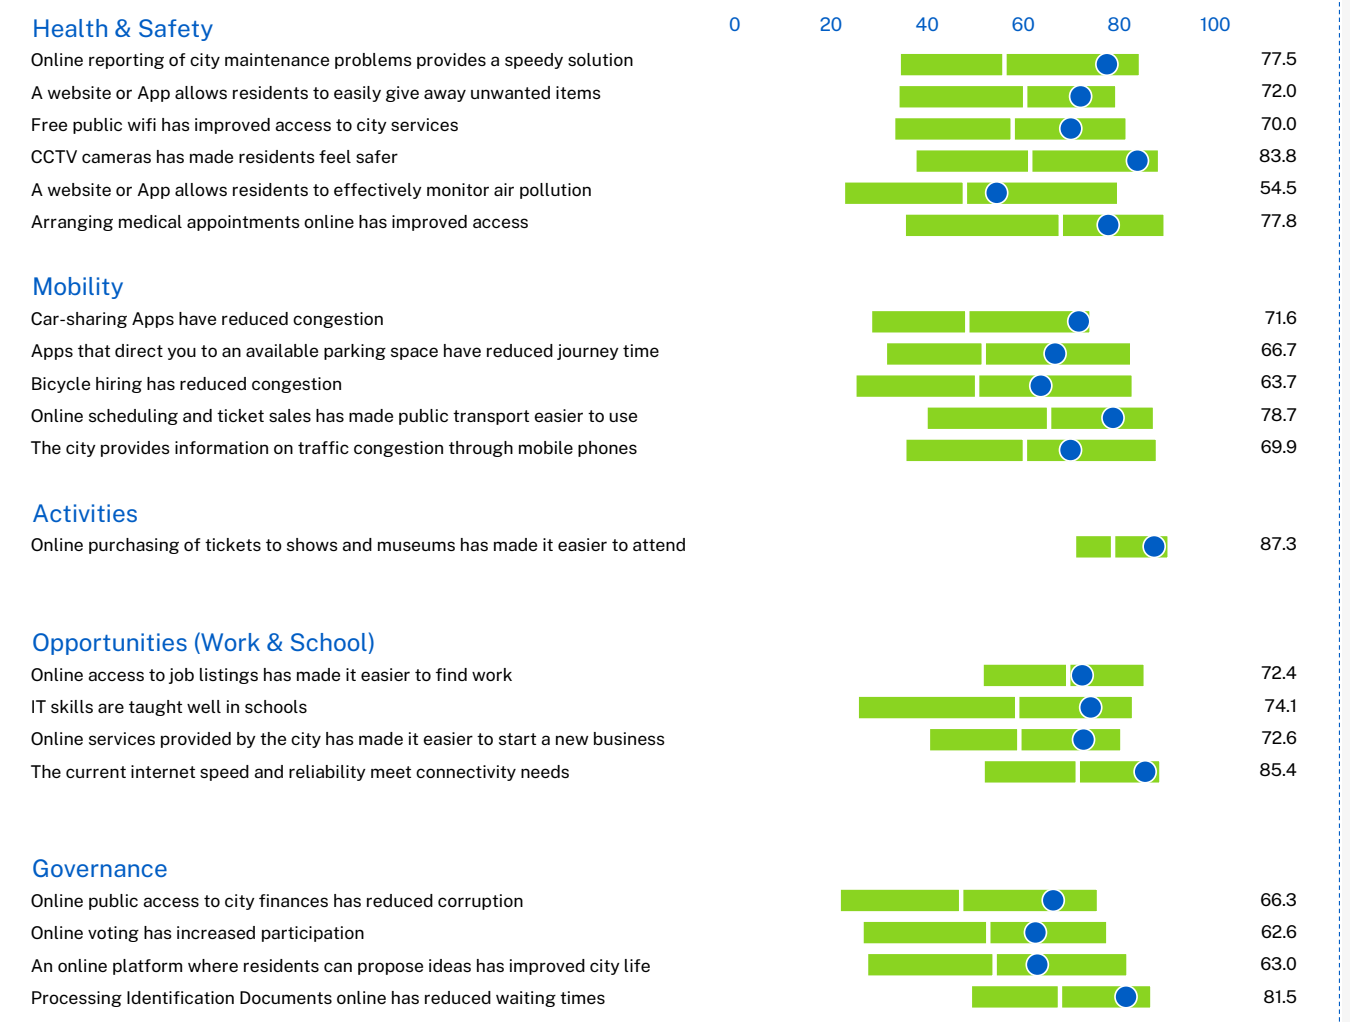 Health & Safety
0 20 40 60 80 100
Online reporting of city maintenance problems provides a speedy solution 77.5
A website or App allows residents to easily give away unwanted items 72.0
Free public wifi has improved access to city services 70.0
CCTV cameras has made residents feel safer 83.8
A website or App allows residents to effectively monitor air pollution 54.5
Arranging medical appointments online has improved access 77.8
Mobility
Car-sharing Apps have reduced congestion 71.6
Apps that direct you to an available parking space have reduced journey time 66.7
Bicycle hiring has reduced congestion 63.7
Online scheduling and ticket sales has made public transport easier to use 78.7
The city provides information on traffic congestion through mobile phones 69.9
Activities
Online purchasing of tickets to shows and museums has made it easier to attend 87.3
Opportunities (Work & School)
Online access to job listings has made it easier to find work 72.4
IT skills are taught well in schools 74.1
Online services provided by the city has made it easier to start a new business 72.6
The current internet speed and reliability meet connectivity needs 85.4
Governance
Online public access to city finances has reduced corruption 66.3
Online voting has increased participation 62.6
An online platform where residents can propose ideas has improved city life 63.0
Processing Identification Documents online has reduced waiting times 81.5